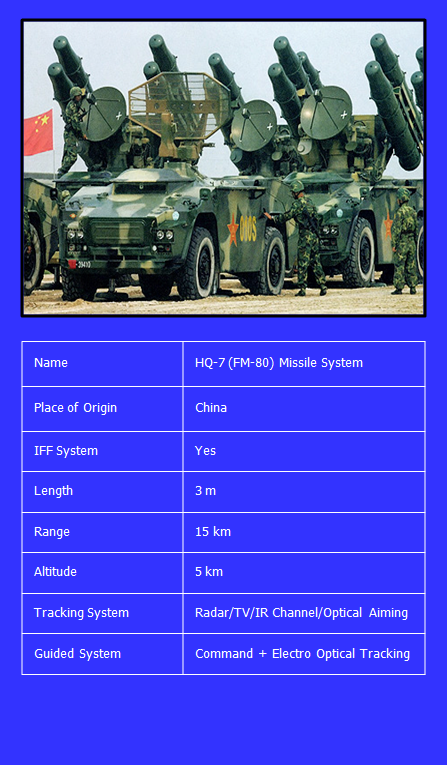 Name HQ-7 (FM-80) Missile System
Place of Origin China
IFF System Yes
Length 3 m
Range 15 km
Altitude 5 km
Tracking System Radar/TV/IR Channel/Optical Aiming
Guided System Command + Electro Optical Tracking